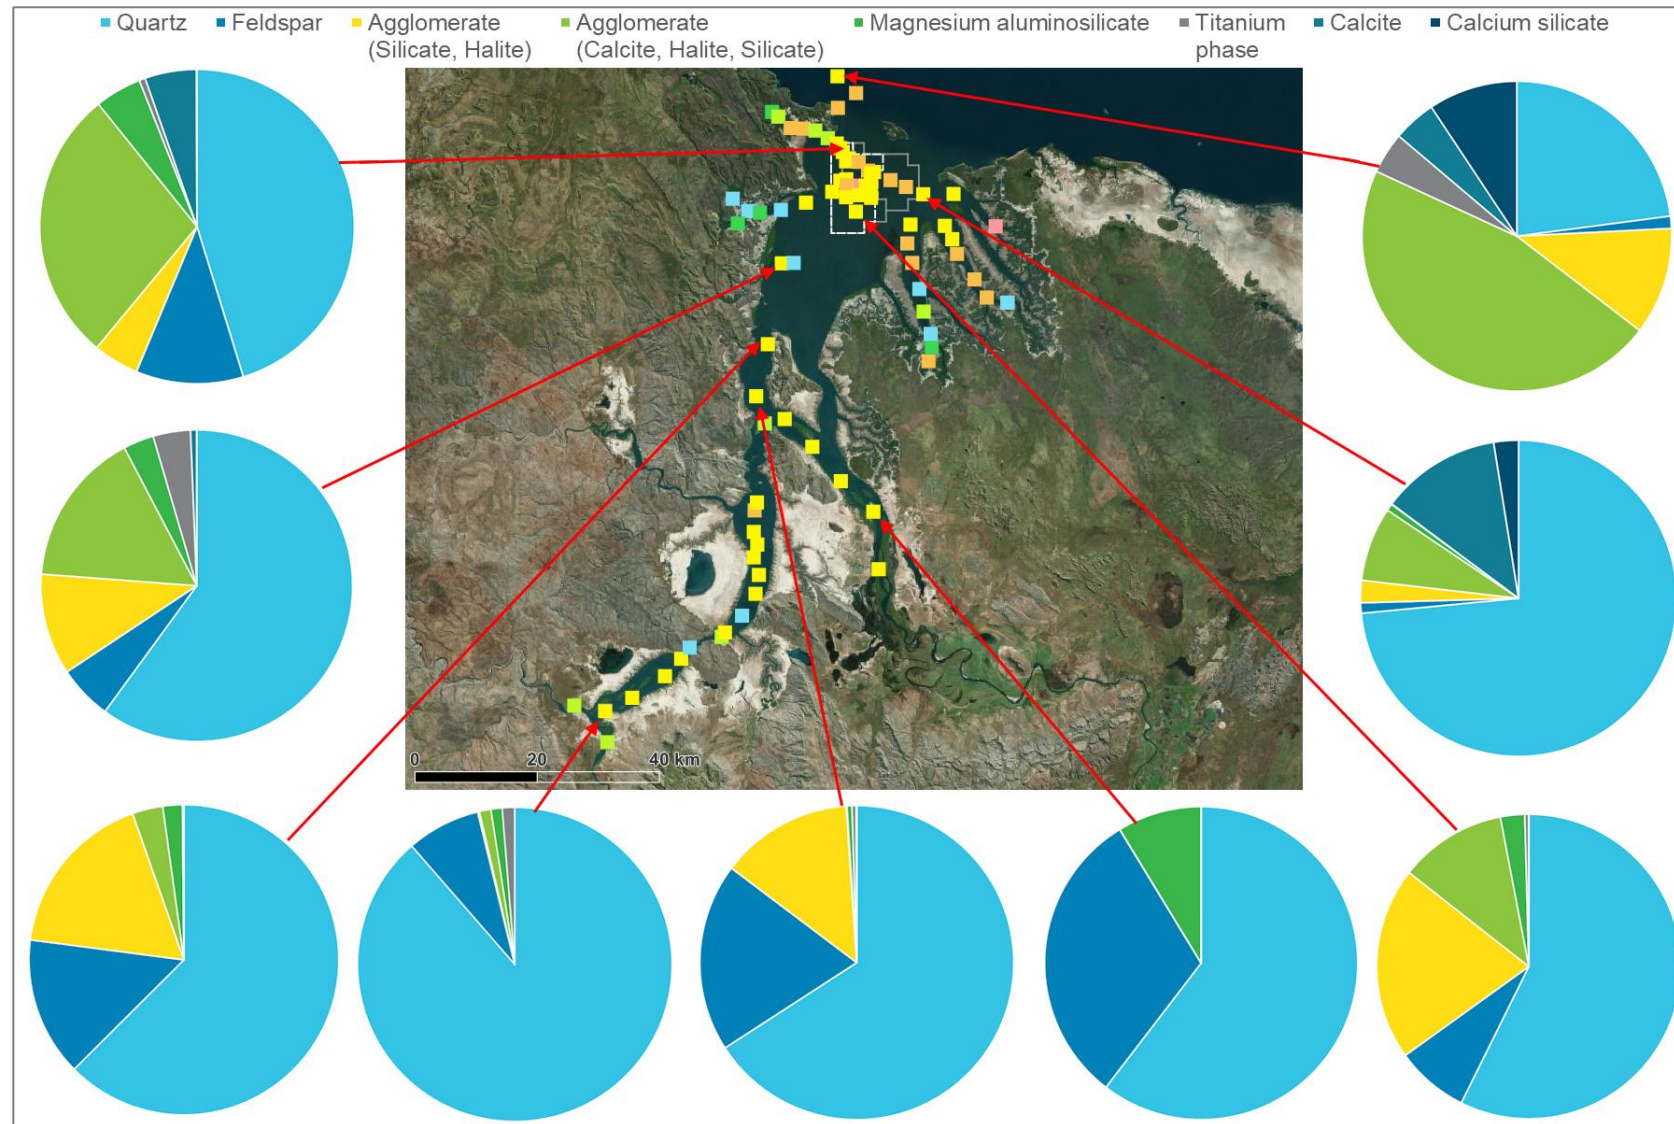 Quartz
Feldspar
Agglomerate
(Silicate, Halite)
Agglomerate
(Calcite, Halite, Silicate)
Magnesium aluminosilicate
Titanium
phase
Calcite
Calcium silicate
0 20 40 km